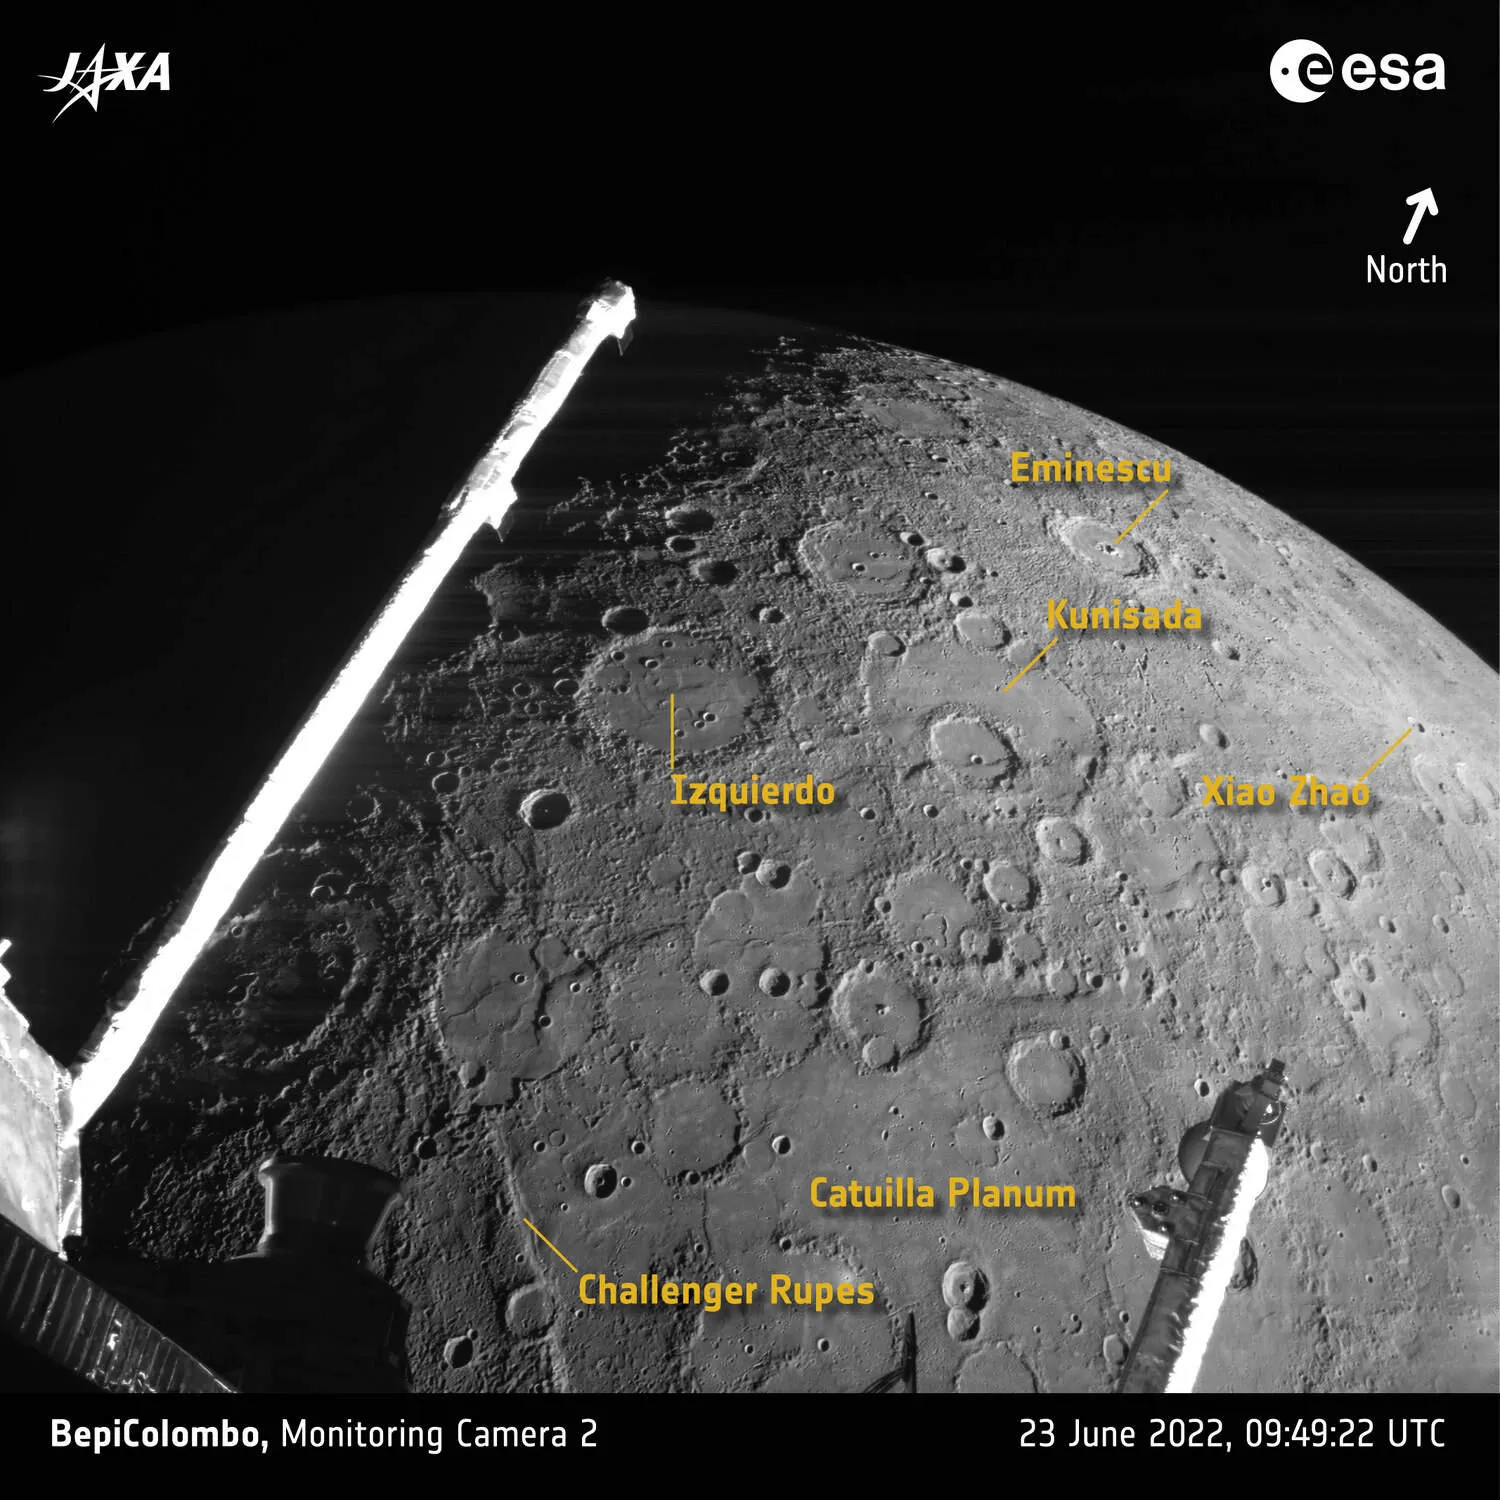 JAXA
esa
North
Eminescu
Kunisada
Xiao Zhao
Izquierdo
Catuilla Planum
Challenger Rupes
BepiColombo, Monitoring Camera 2
23 June 2022, 09:49:22 UTC